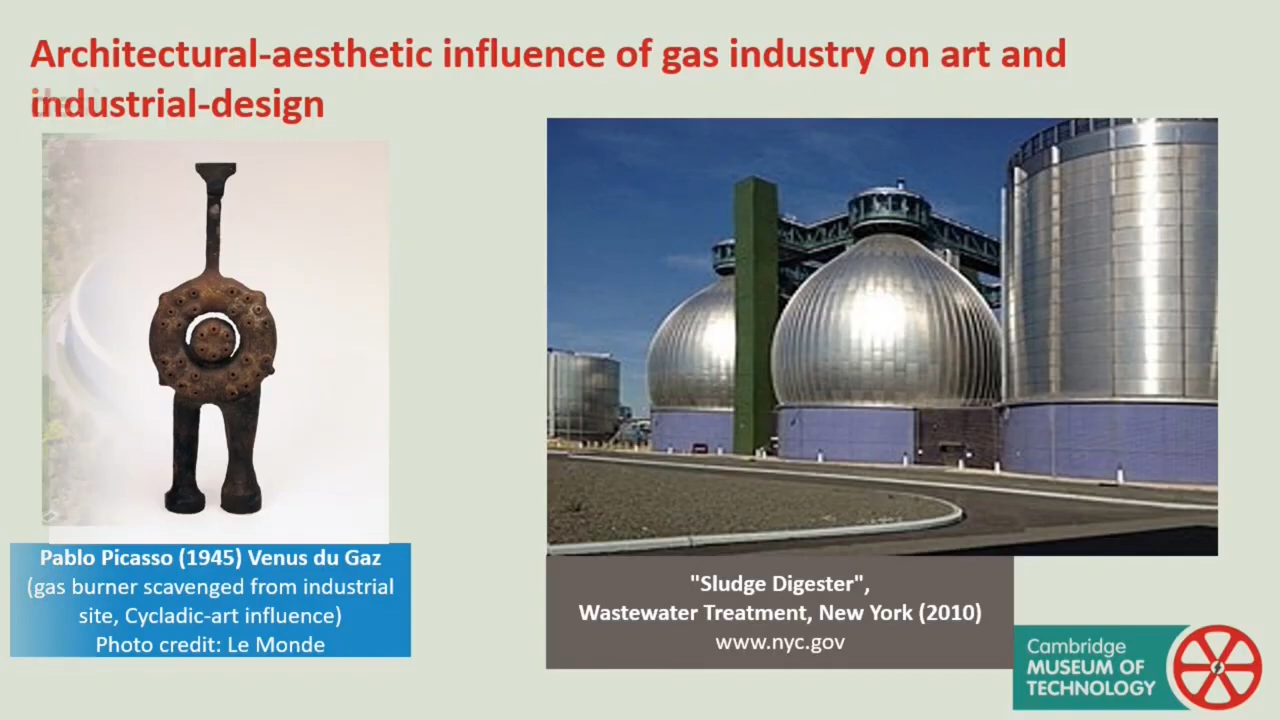 Architectural-aesthetic influence of gas industry on art and
industrial-design
Pablo Picasso (1945) Venus du Gaz
(gas burner scavenged from industrial
site, Cycladic-art influence)
Photo credit: Le Monde
"Sludge Digester",
Wastewater Treatment, New York (2010)
www.nyc.gov
Cambridge
MUSEUM OF
TECHNOLOGY